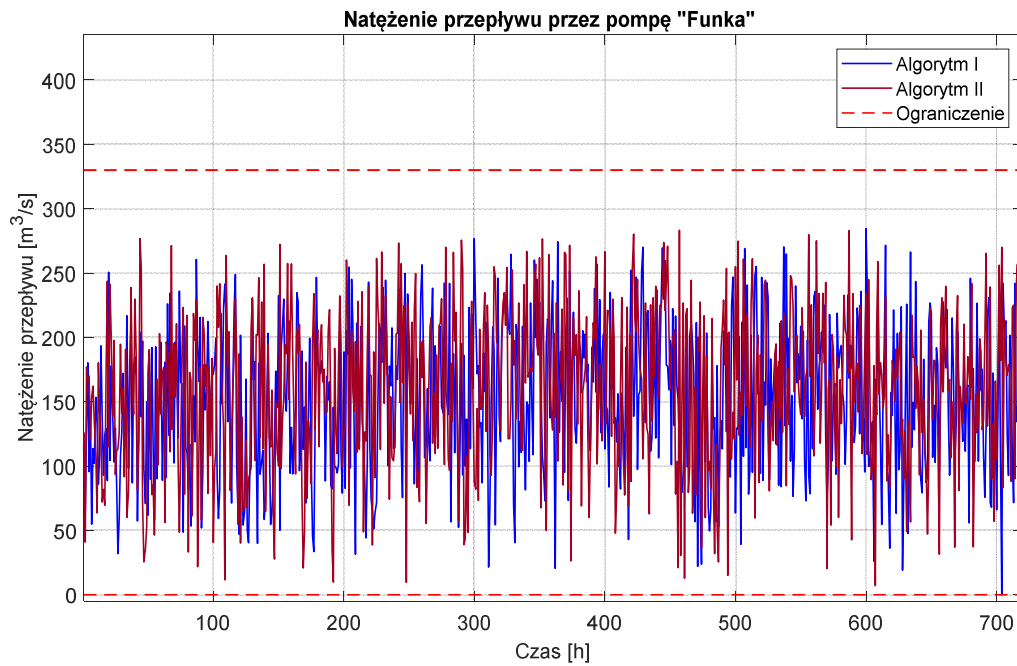 Natężenie przepływu przez pompę "Funka"
Algorytm I
Algorytm II
Ograniczenie
Natężenie przepływu [m³/s]
400
350
300
250
200
150
100
50
0
100
200
300
400
500
600
700
Czas [h]